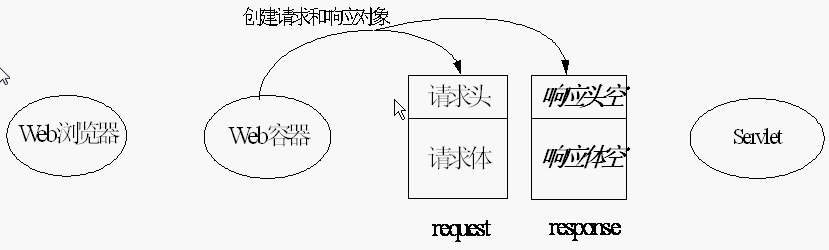 创建请求和响应对象
Web浏览器
Web容器
请求头
请求体
request
响应头空
响应体空
response
Servlet